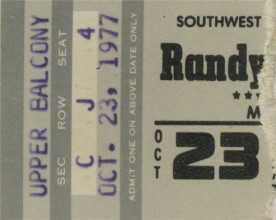 UPPER BALCONY
SEC ROW SEAT
C J 4
OCT. 23, 1977
ADMIT ONE ON ABOVE DATE ONLY
SOUTHWEST
Randy
★★
M
OCT
23